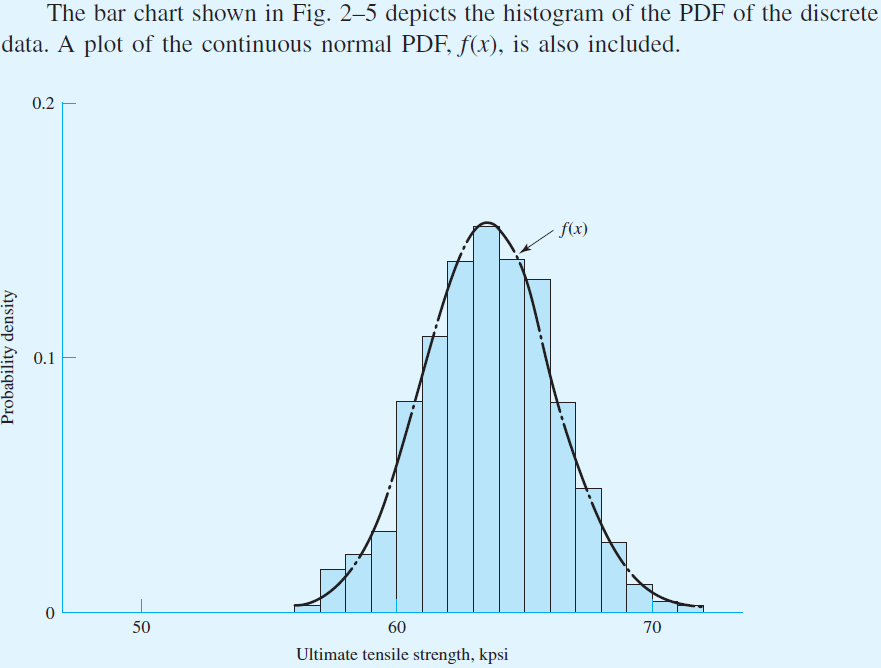 The bar chart shown in Fig. 2–5 depicts the histogram of the PDF of the discrete
data. A plot of the continuous normal PDF, f(x), is also included.
0.2
f(x)
Probability density
0.1
0
50
60
70
Ultimate tensile strength, kpsi